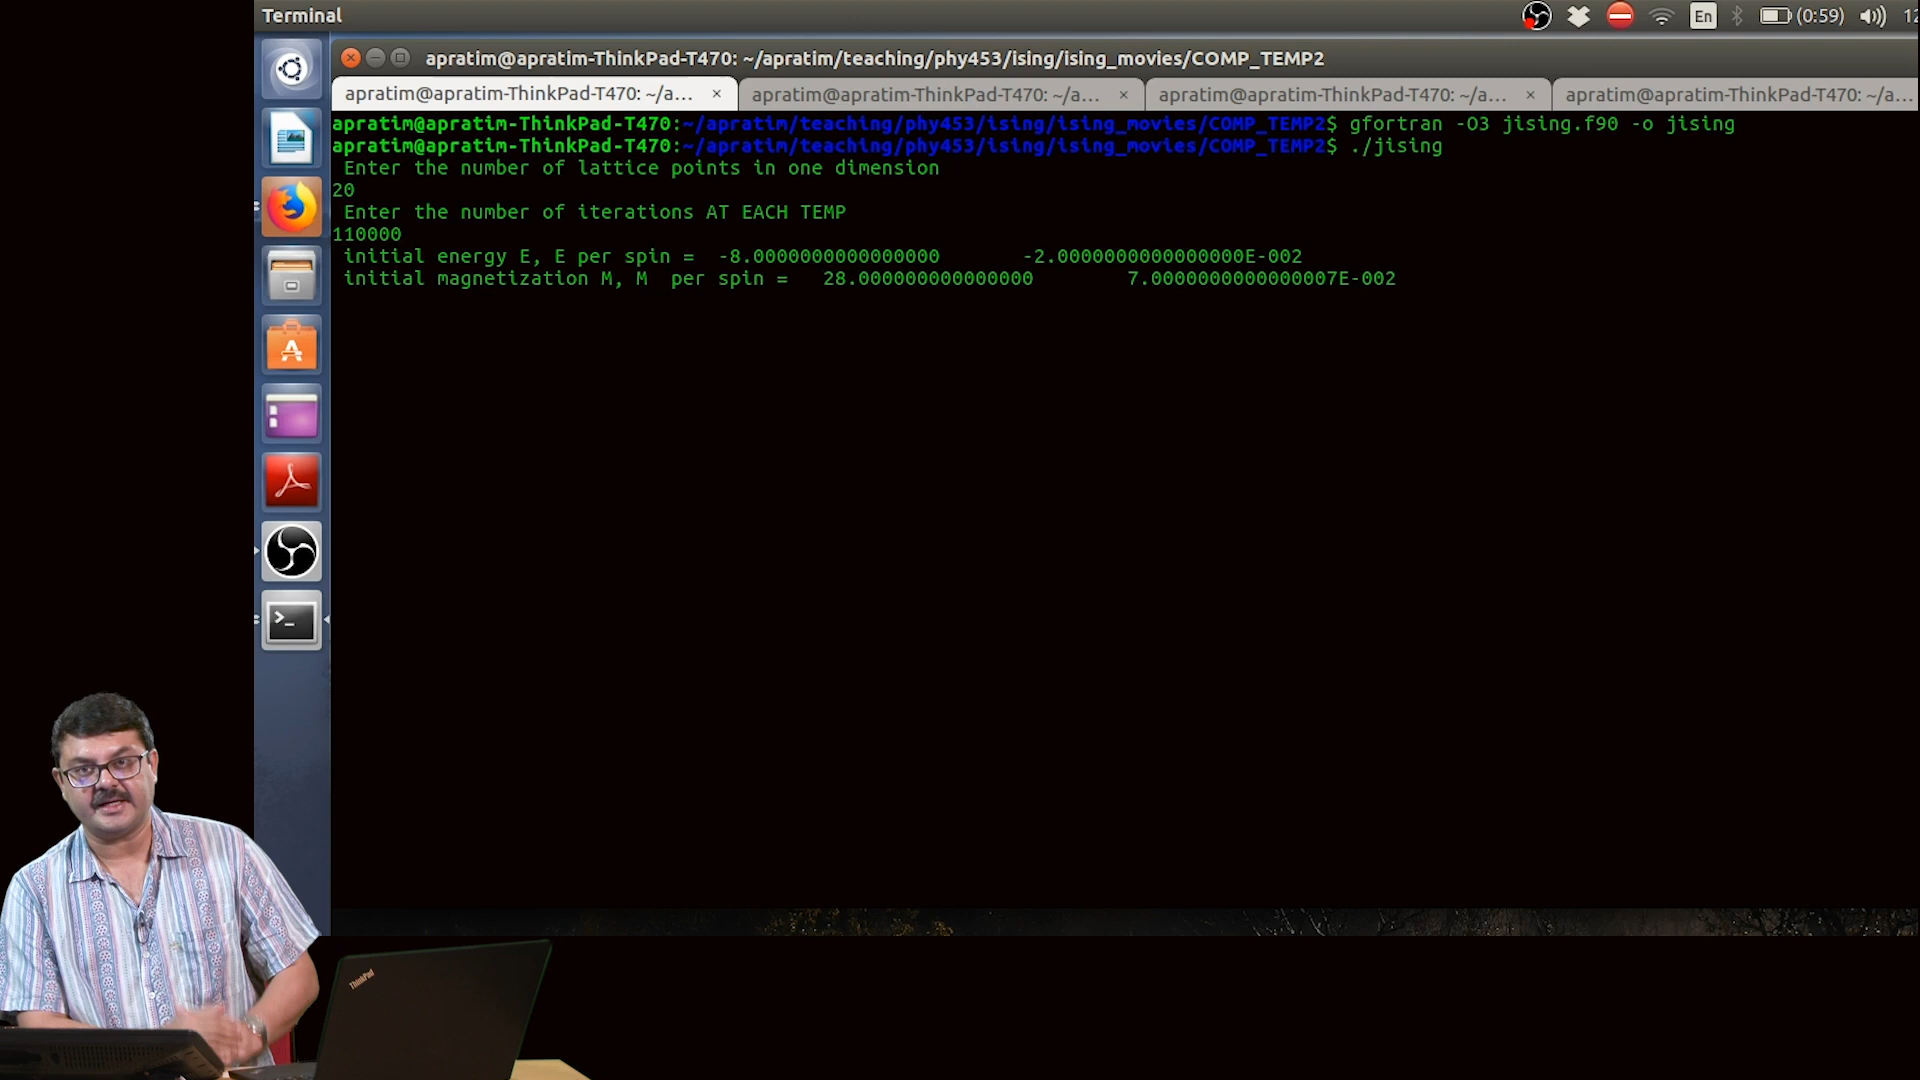 Terminal
En
(0:59)
12
apratim@apratim-ThinkPad-T470: ~/apratim/teaching/phy453/ising/ising_movies/COMP_TEMP2
apratim@apratim-ThinkPad-T470: ~/a... ×
apratim@apratim-ThinkPad-T470: ~/a... ×
apratim@apratim-ThinkPad-T470: ~/a... ×
apratim@apratim-ThinkPad-T470: ~/a...
apratim@apratim-ThinkPad-T470:~/apratim/teaching/phy453/ising/ising_movies/COMP_TEMP2$ gfortran -O3 jising.f90 -o jising
apratim@apratim-ThinkPad-T470:~/apratim/teaching/phy453/ising/ising_movies/COMP_TEMP2$ ./jising
Enter the number of lattice points in one dimension
20
Enter the number of iterations AT EACH TEMP
110000
initial energy E, E per spin = -8.0000000000000000 -2.0000000000000000E-002
initial magnetization M, M per spin = 28.000000000000000 7.0000000000000007E-002
ThinkPad